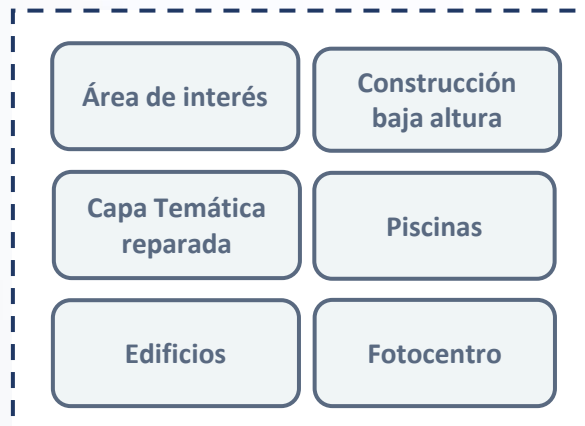 Área de interés
Construcción
baja altura
Capa Temática
reparada
Piscinas
Edificios
Fotocentro